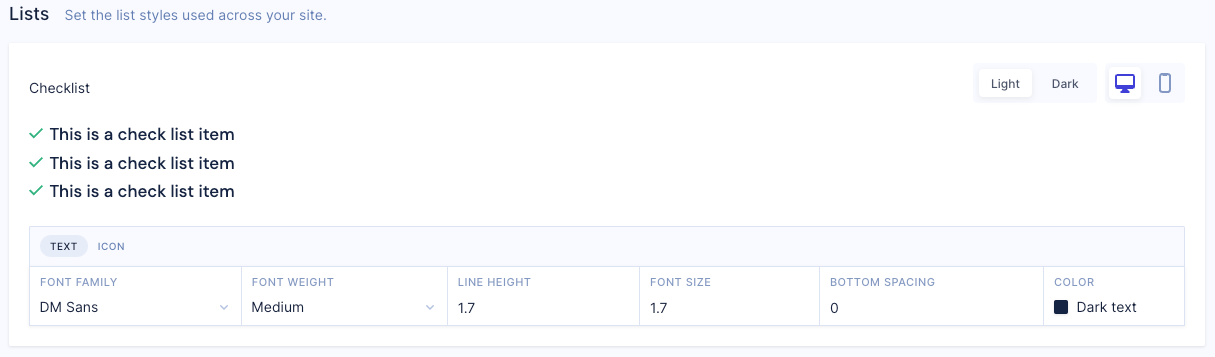 Lists Set the list styles used across your site.
Checklist
Light Dark
This is a check list item
This is a check list item
This is a check list item
TEXT ICON
FONT FAMILY FONT WEIGHT LINE HEIGHT FONT SIZE BOTTOM SPACING COLOR
DM Sans Medium 1.7 1.7 0 Dark text